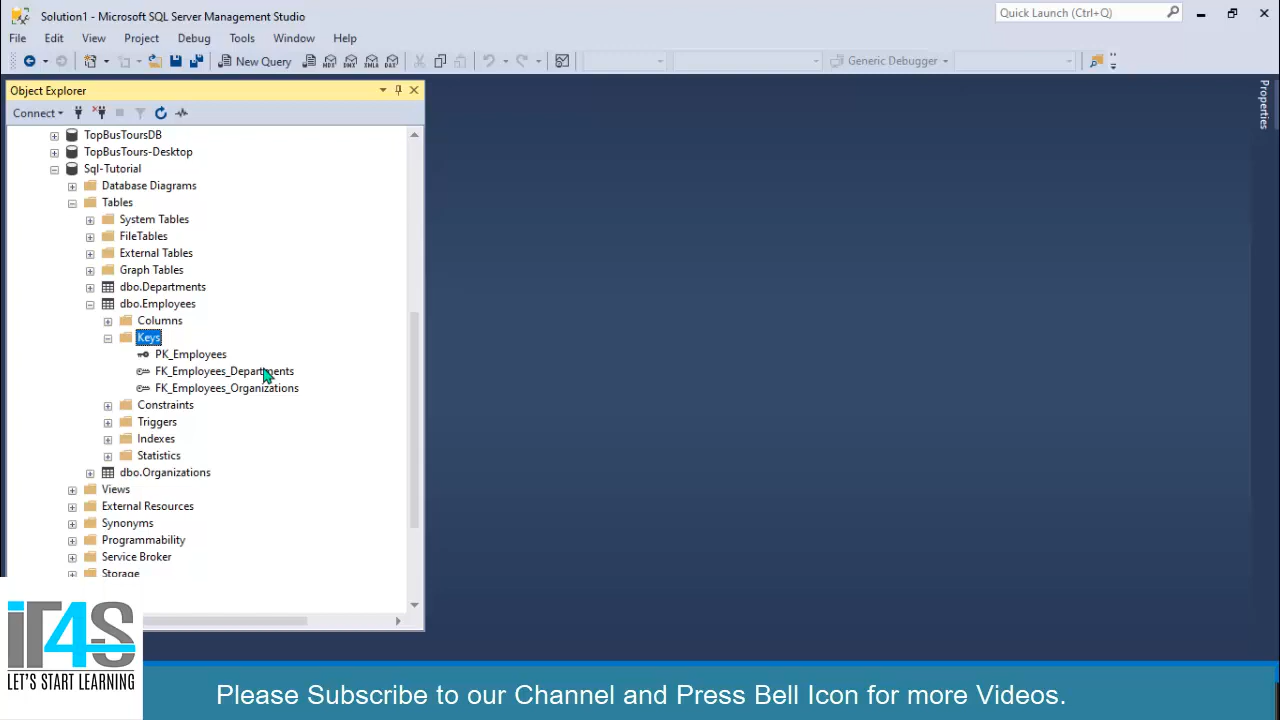 Solution1 - Microsoft SQL Server Management Studio
Quick Launch (Ctrl+Q)
File Edit View Project Debug Tools Window Help
New Query
MDX DMX XMLA DAX
Generic Debugger
Object Explorer
Properties
Connect
TopBusToursDB
TopBusTours-Desktop
Sql-Tutorial
Database Diagrams
Tables
System Tables
FileTables
External Tables
Graph Tables
dbo.Departments
dbo.Employees
Columns
Keys
PK_Employees
FK_Employees_Departments
FK_Employees_Organizations
Constraints
Triggers
Indexes
Statistics
dbo.Organizations
Views
External Resources
Synonyms
Programmability
Service Broker
Storage
iT4S
LET'S START LEARNING
Please Subscribe to our Channel and Press Bell Icon for more Videos.